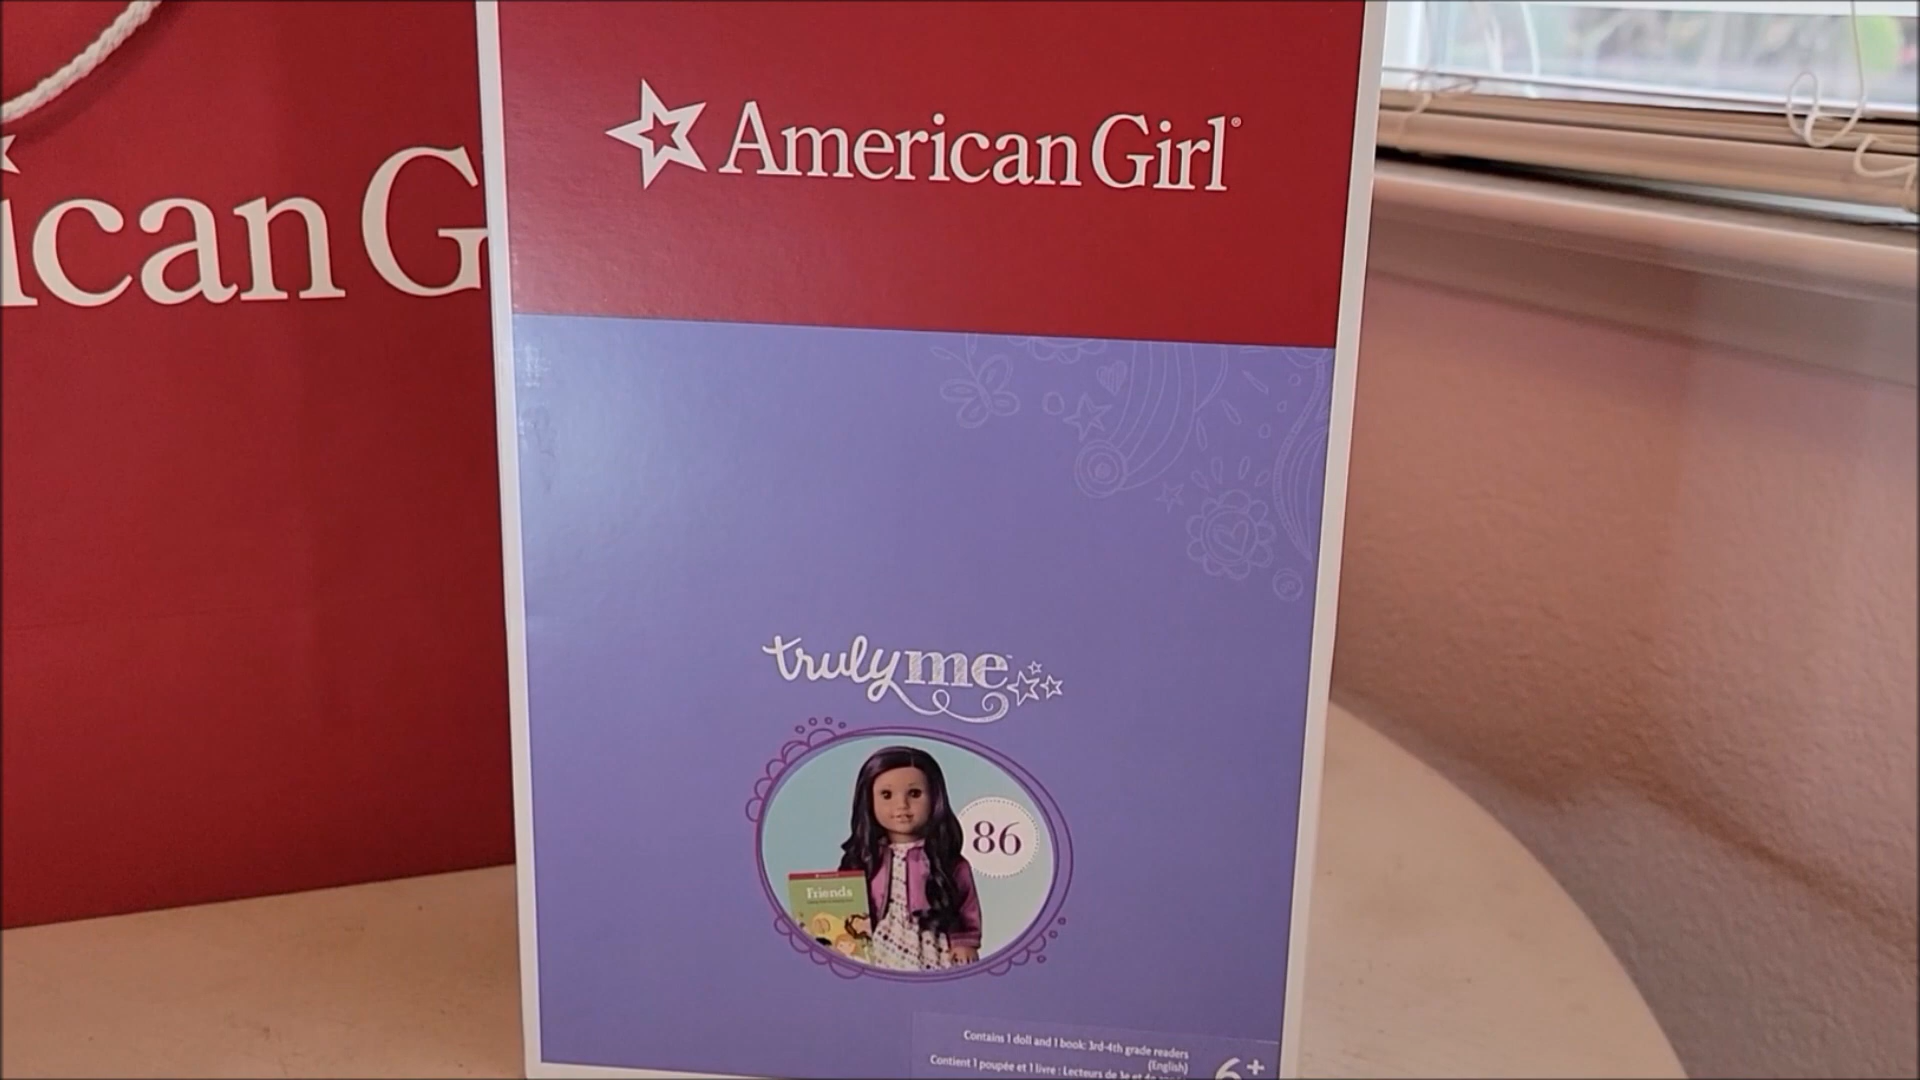 ican G
American Girl®
truly me™
86
Friends
Contains 1 doll and 1 book: 3rd-4th grade readers
(English)
Contient 1 poupée et 1 livre : Lecteurs de 3e et de
6+